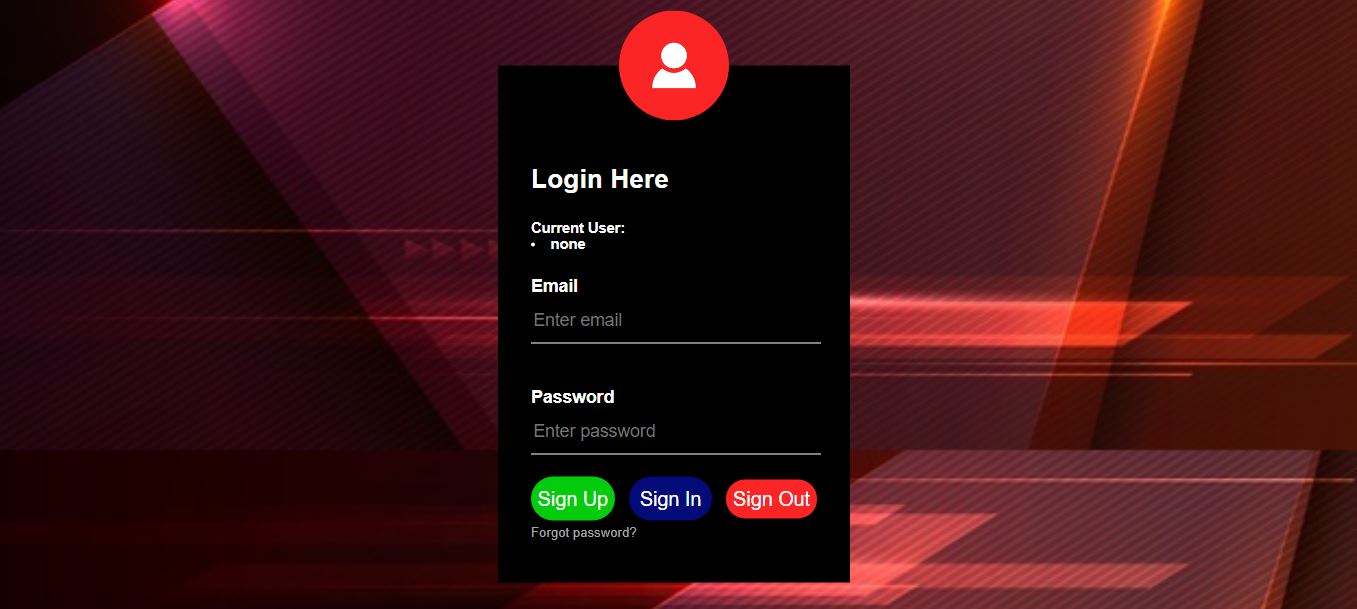 Login Here
Current User:
• none
Email
Enter email
Password
Enter password
Sign Up Sign In Sign Out
Forgot password?